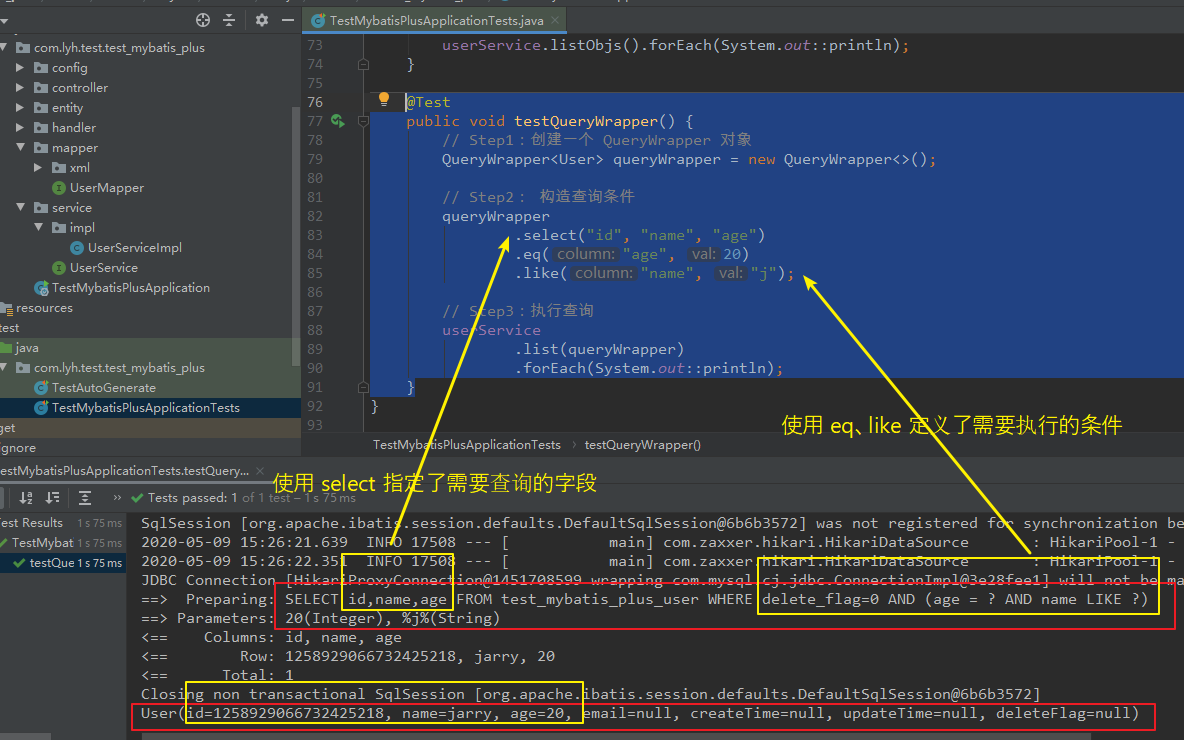 TestMybatisPlusApplicationTests.java
com.lyh.test.test_mybatis_plus
config
controller
entity
handler
mapper
xml
UserMapper
service
impl
UserServiceImpl
UserService
TestMybatisPlusApplication
resources
test
java
com.lyh.test.test_mybatis_plus
TestAutoGenerate
TestMybatisPlusApplicationTests
get
ignore
73 userService.listObjs().forEach(System.out::println);
74 }
75
76 @Test
77 public void testQueryWrapper() {
78 // Step1：创建一个 QueryWrapper 对象
79 QueryWrapper<User> queryWrapper = new QueryWrapper<>();
80
81 // Step2： 构造查询条件
82 queryWrapper
83 .select("id", "name", "age")
84 .eq( column: "age", val: 20)
85 .like( column: "name", val: "j");
86
87 // Step3：执行查询
88 userService
89 .list(queryWrapper)
90 .forEach(System.out::println);
91 }
92 }
93
使用 eq、like 定义了需要执行的条件
TestMybatisPlusApplicationTests › testQueryWrapper()
estMybatisPlusApplicationTests.testQuery...
使用 select 指定了需要查询的字段
Tests passed: 1 of 1 test – 1 s 75 ms
est Results 1 s 75 ms
TestMybat 1 s 75 ms
testQue 1 s 75 ms
SqlSession [org.apache.ibatis.session.defaults.DefaultSqlSession@6b6b3572] was not registered for synchronization be
2020-05-09 15:26:21.639 INFO 17508 --- [ main] com.zaxxer.hikari.HikariDataSource : HikariPool-1 -
2020-05-09 15:26:22.351 INFO 17508 --- [ main] com.zaxxer.hikari.HikariDataSource : HikariPool-1 -
JDBC Connection [HikariProxyConnection@1451708599 wrapping com.mysql.cj.jdbc.ConnectionImpl@3e28fee1] will not be ma
==> Preparing: SELECT id,name,age FROM test_mybatis_plus_user WHERE delete_flag=0 AND (age = ? AND name LIKE ?)
==> Parameters: 20(Integer), %j%(String)
<== Columns: id, name, age
<== Row: 1258929066732425218, jarry, 20
<== Total: 1
Closing non transactional SqlSession [org.apache.ibatis.session.defaults.DefaultSqlSession@6b6b3572]
User(id=1258929066732425218, name=jarry, age=20, email=null, createTime=null, updateTime=null, deleteFlag=null)